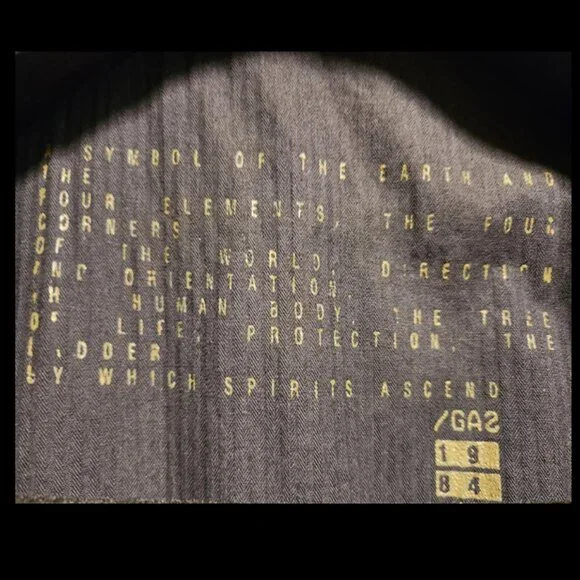 A SYMBOL OF THE EARTH AND
THE
FOUR ELEMENTS, THE FOUR
CORNERS
OF THE WORLD, DIRECTION
AND ORIENTATION,
THE HUMAN BODY, THE TREE
OF LIFE, PROTECTION, THE
LADDER
BY WHICH SPIRITS ASCEND
/GAS
19
84